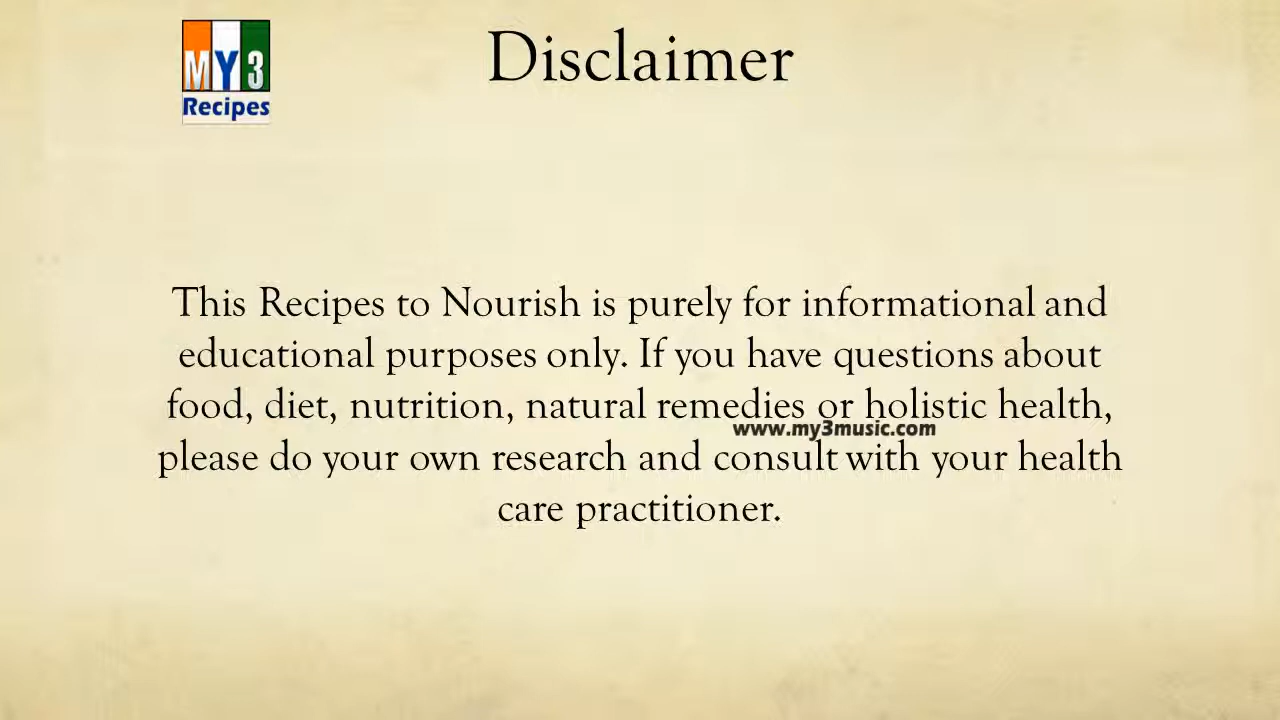 MY3
Recipes
Disclaimer
This Recipes to Nourish is purely for informational and
educational purposes only. If you have questions about
food, diet, nutrition, natural remedies or holistic health,
www.my3music.com
please do your own research and consult with your health
care practitioner.